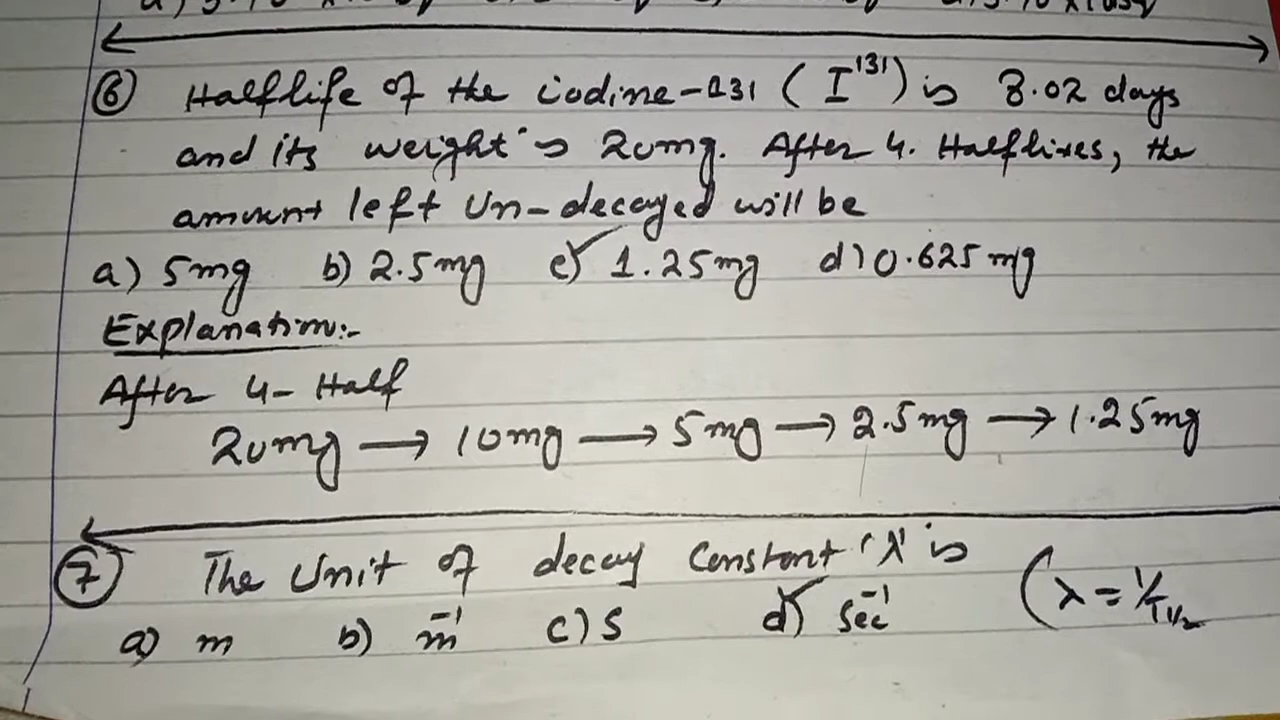 ⑥ Halflife of the iodine-131 (I¹³¹) is 8.02 days
and its weight is 20mg. After 4. Halflives, the
amount left Un-decayed will be
a) 5mg b) 2.5mg c) 1.25mg d) 0.625mg
Explanation:-
After 4- Half
20mg → 10mg → 5mg → 2.5mg → 1.25mg
⑦ The Unit of decay Constant 'λ' is (λ = 1/T1/2
a) m b) m⁻¹ c) S d) Sec⁻¹